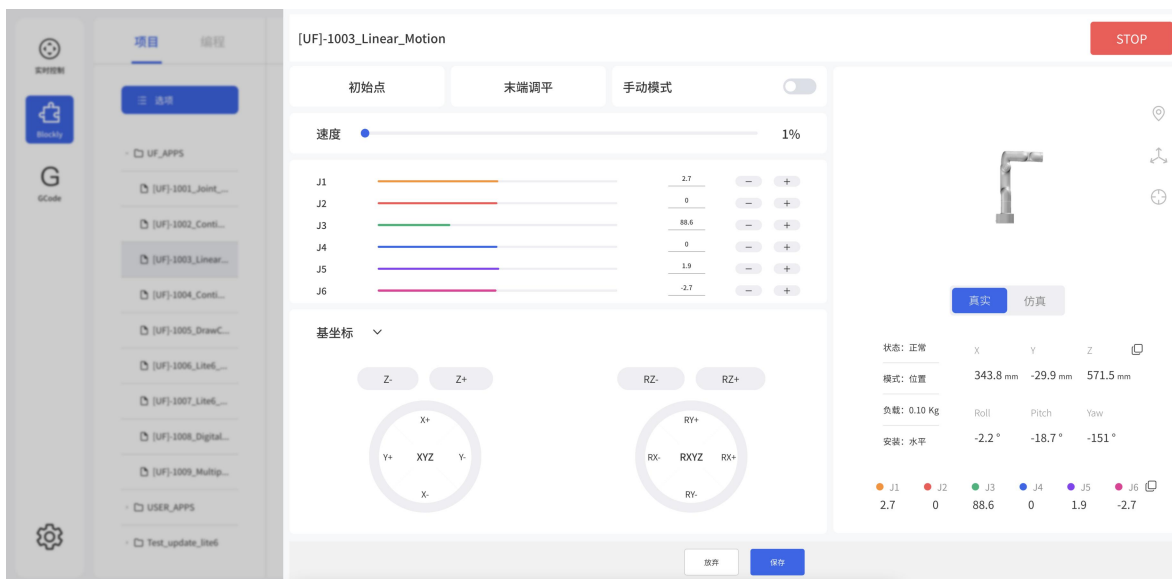 实时控制
Blockly
G
GCode
项目 编程
选项
UF_APPS
[UF]-1001_Joint_...
[UF]-1002_Conti...
[UF]-1003_Linear...
[UF]-1004_Conti...
[UF]-1005_DrawC...
[UF]-1006_Lite6_...
[UF]-1007_Lite6_...
[UF]-1008_Digital...
[UF]-1009_Multip...
USER_APPS
Test_update_lite6
[UF]-1003_Linear_Motion STOP
初始点 末端调平 手动模式
速度 1%
J1 2.7 － ＋
J2 0 － ＋
J3 88.6 － ＋
J4 0 － ＋
J5 1.9 － ＋
J6 -2.7 － ＋
基坐标
Z- Z+ RZ- RZ+
X+ RY+
Y+ XYZ Y- RX- RXYZ RX+
X- RY-
真实 仿真
状态：正常 X Y Z
模式：位置 343.8 mm -29.9 mm 571.5 mm
负载：0.10 Kg Roll Pitch Yaw
安装：水平 -2.2 ° -18.7 ° -151 °
J1 J2 J3 J4 J5 J6
2.7 0 88.6 0 1.9 -2.7
放弃 保存